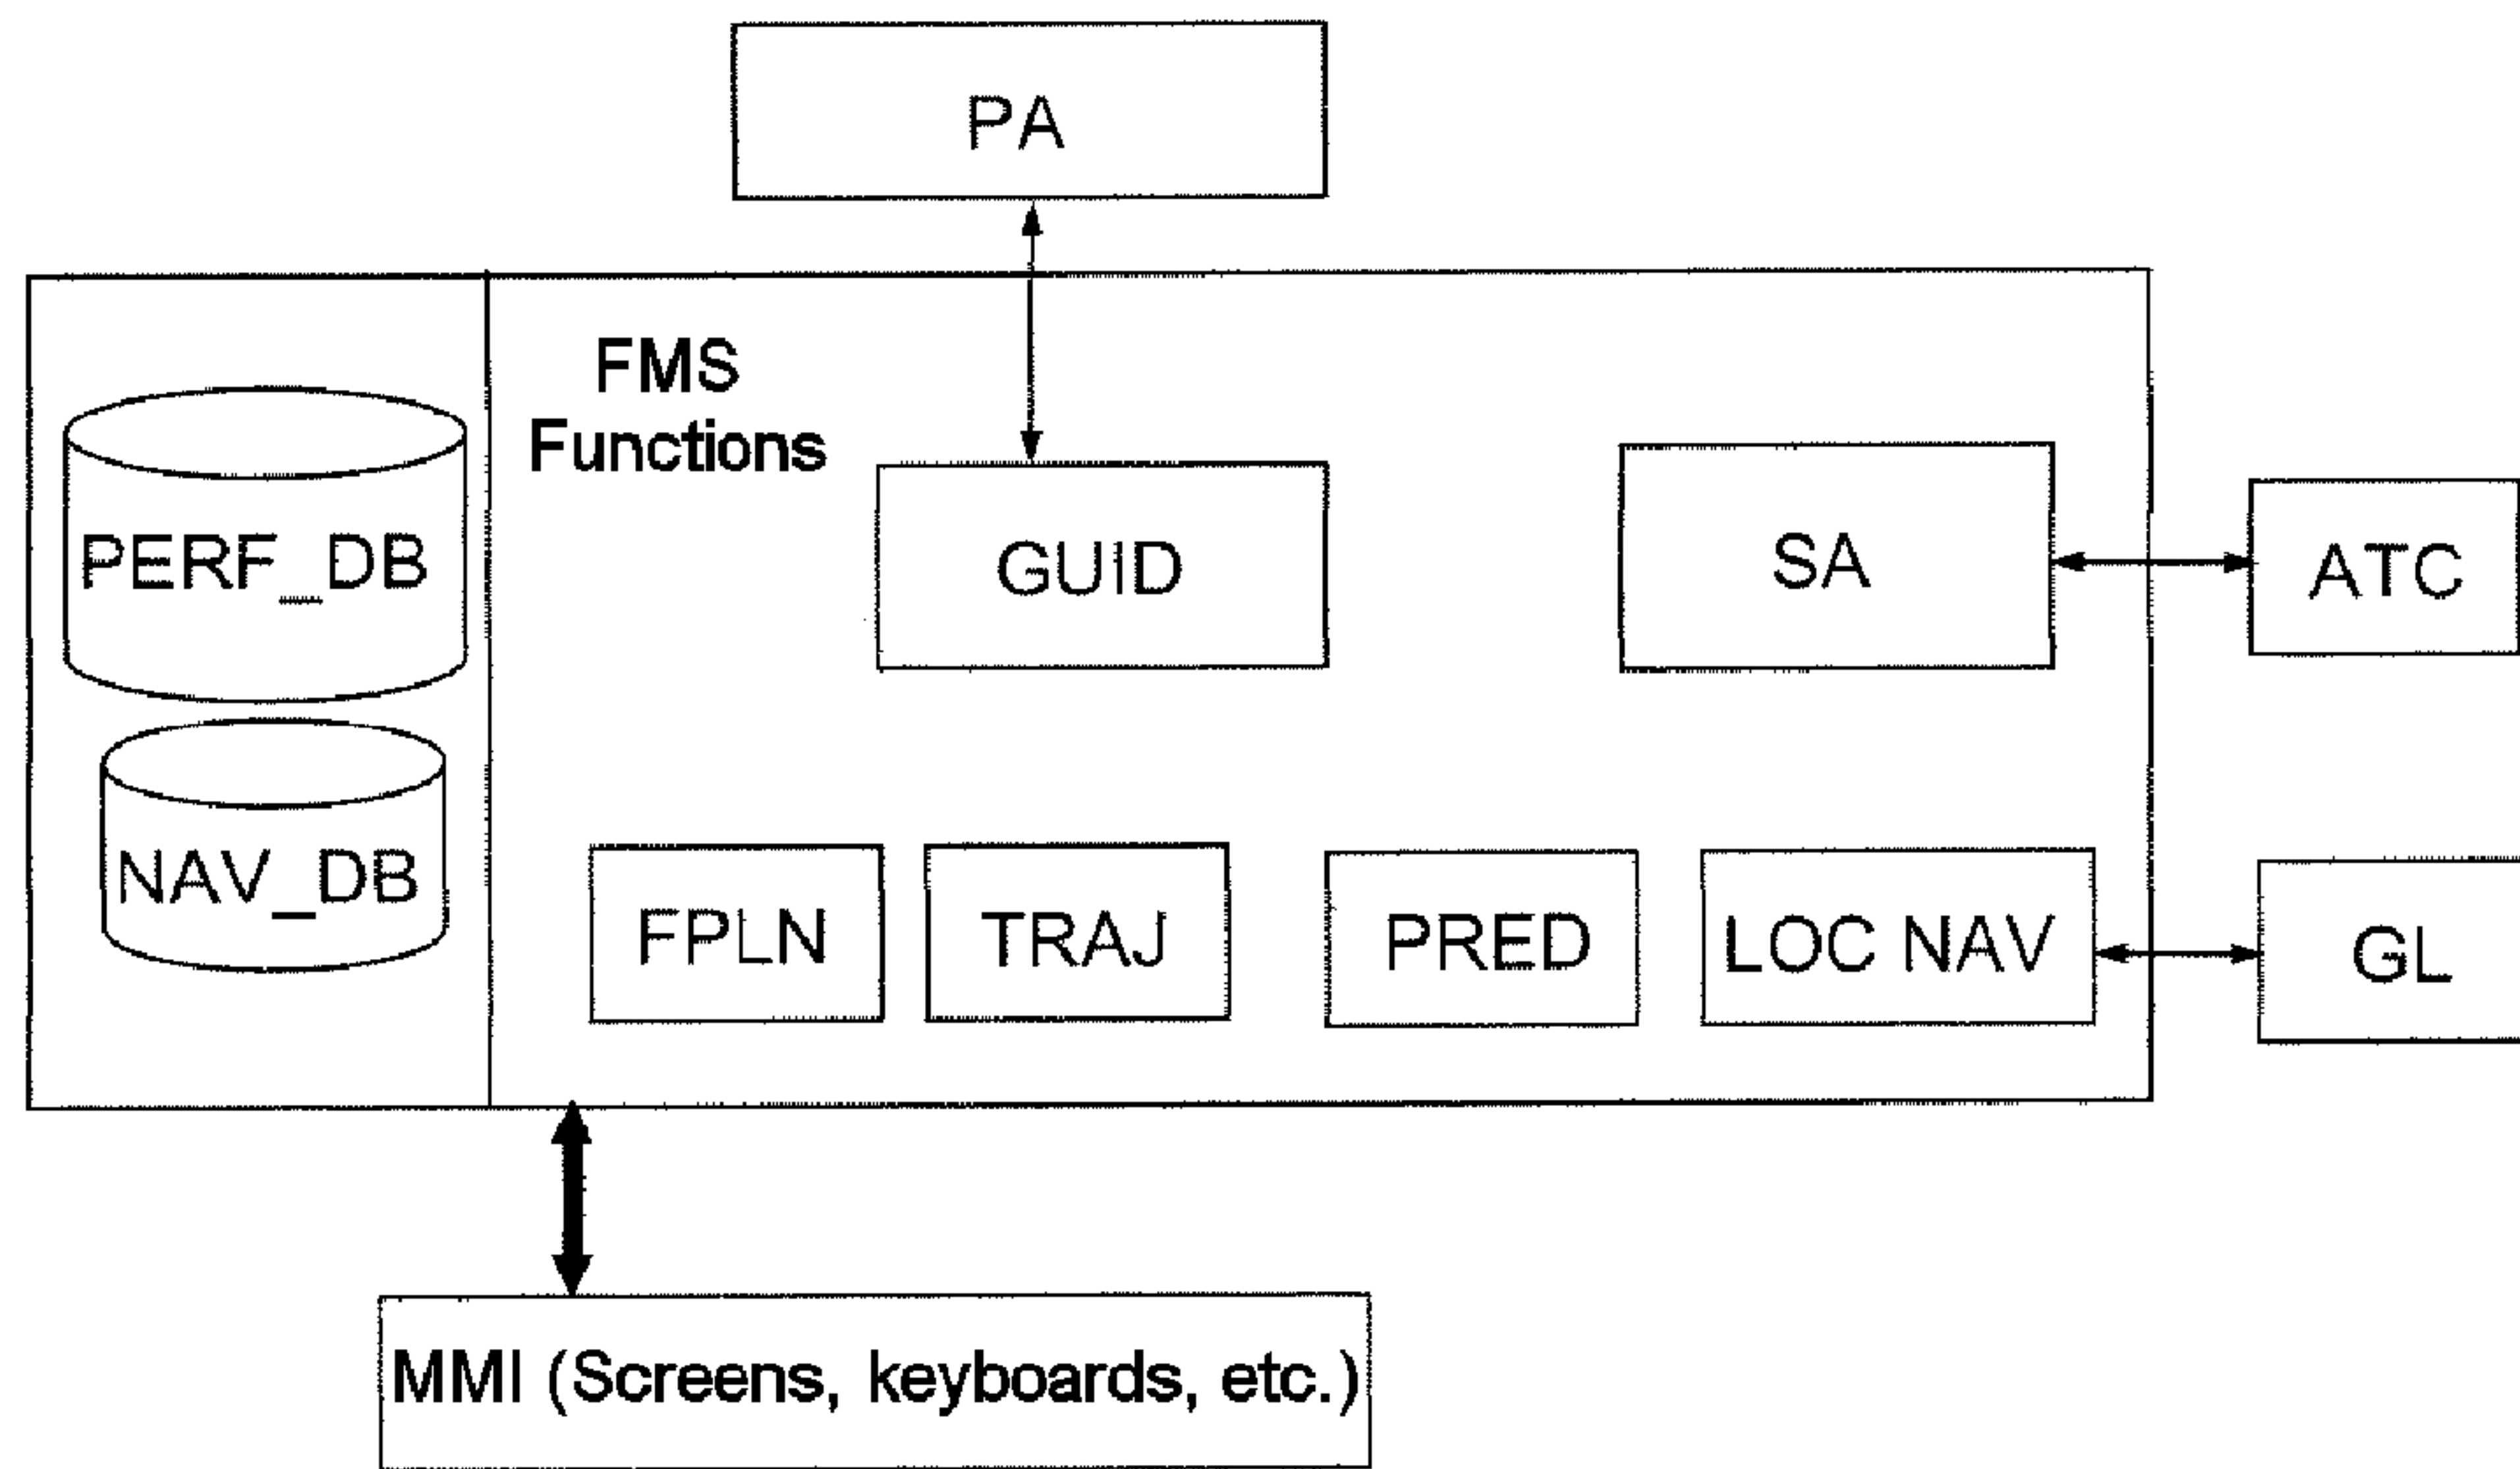 PA
FMS
Functions
PERF_DB
GUID
SA
ATC
NAV_DB
FPLN
TRAJ
PRED
LOC NAV
GL
MMI (Screens, keyboards, etc.)